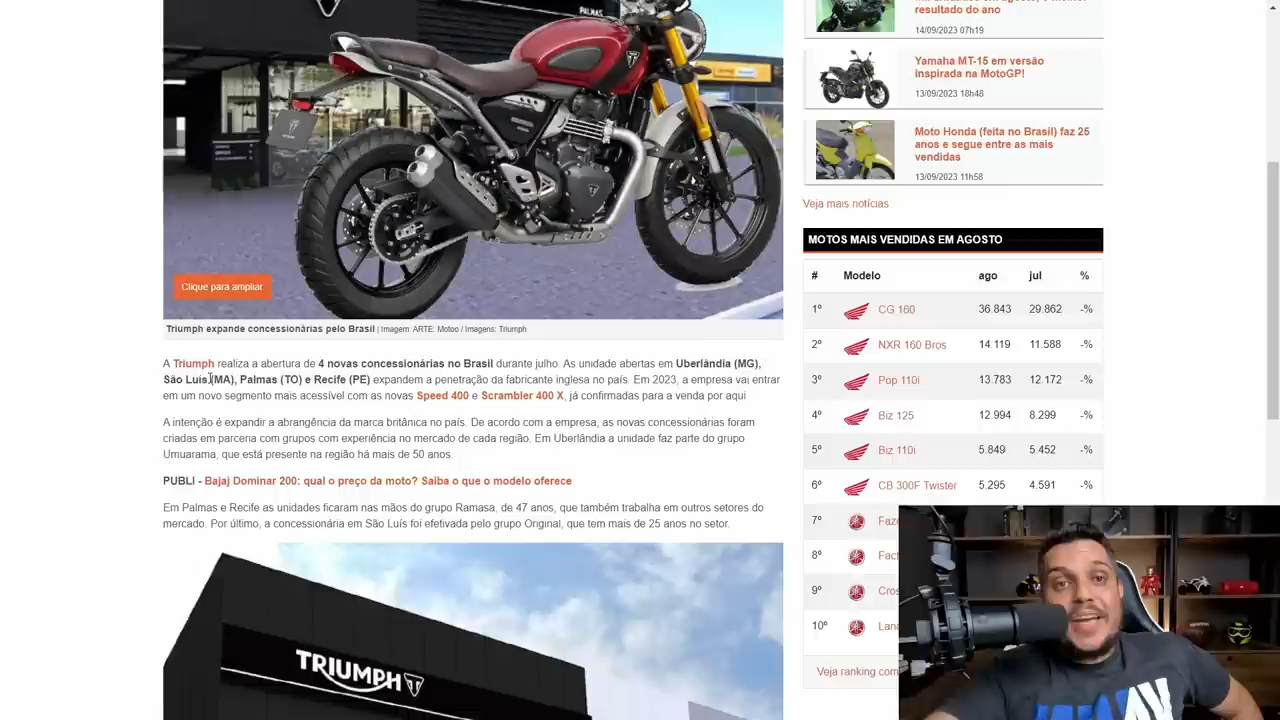 PALMAS
Clique para ampliar
Triumph expande concessionárias pelo Brasil | Imagem: ARTE: Motoo / Imagens: Triumph
A Triumph realiza a abertura de 4 novas concessionárias no Brasil durante julho. As unidade abertas em Uberlândia (MG),
São Luís (MA), Palmas (TO) e Recife (PE) expandem a penetração da fabricante inglesa no país. Em 2023, a empresa vai entrar
em um novo segmento mais acessível com as novas Speed 400 e Scrambler 400 X, já confirmadas para a venda por aqui
A intenção é expandir a abrangência da marca britânica no país. De acordo com a empresa, as novas concessionárias foram
criadas em parceria com grupos com experiência no mercado de cada região. Em Uberlândia a unidade faz parte do grupo
Umuarama, que está presente na região há mais de 50 anos.
PUBLI - Bajaj Dominar 200: qual o preço da moto? Saiba o que o modelo oferece
Em Palmas e Recife as unidades ficaram nas mãos do grupo Ramasa, de 47 anos, que também trabalha em outros setores do
mercado. Por último, a concessionária em São Luís foi efetivada pelo grupo Original, que tem mais de 25 anos no setor.
TRIUMPH
resultado do ano
14/09/2023 07h19
Yamaha MT-15 em versão
inspirada na MotoGP!
13/09/2023 18h48
Moto Honda (feita no Brasil) faz 25
anos e segue entre as mais
vendidas
13/09/2023 11h58
Veja mais notícias
MOTOS MAIS VENDIDAS EM AGOSTO
# Modelo ago jul %
1º CG 160 36.843 29.862 -%
2º NXR 160 Bros 14.119 11.588 -%
3º Pop 110i 13.783 12.172 -%
4º Biz 125 12.994 8.299 -%
5º Biz 110i 5.849 5.452 -%
6º CB 300F Twister 5.295 4.591 -%
7º Faz
8º Fact
9º Cros
10º Land
Veja ranking com